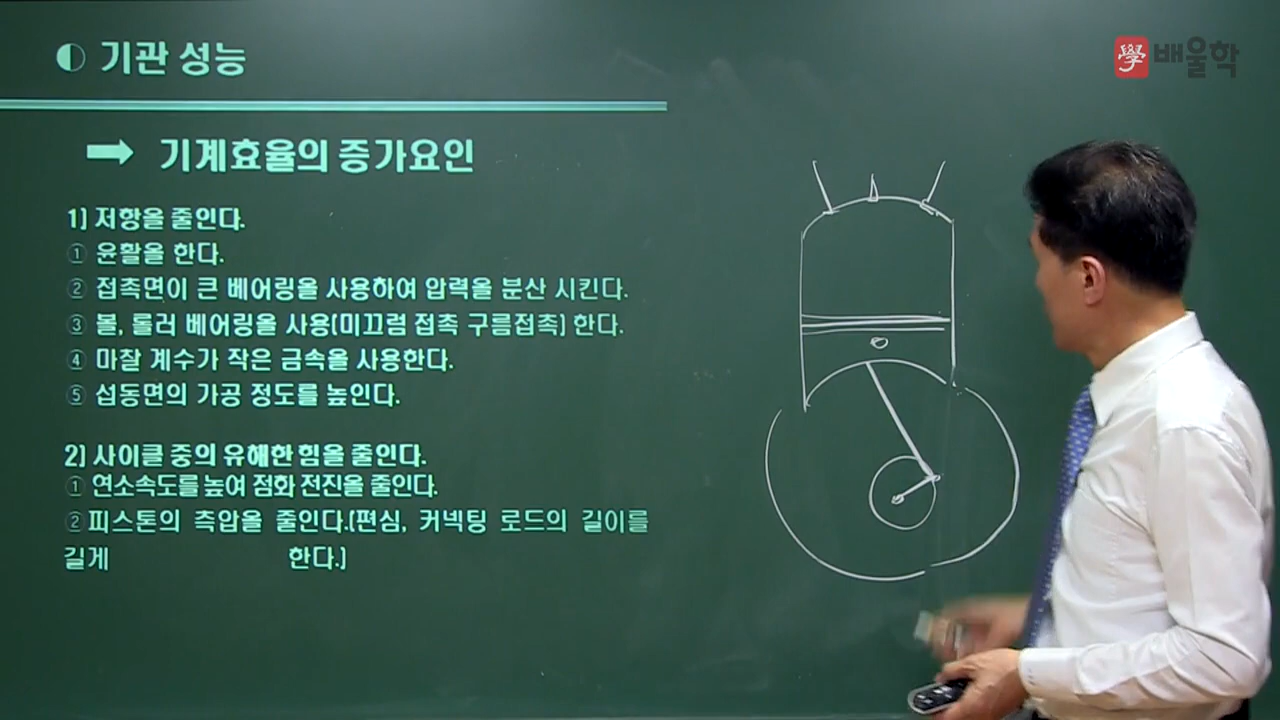 기관 성능
學 배울학
➡ 기계효율의 증가요인
1) 저항을 줄인다.
① 윤활을 한다.
② 접촉면이 큰 베어링을 사용하여 압력을 분산 시킨다.
③ 볼, 롤러 베어링을 사용(미끄럼 접촉 구름접촉) 한다.
④ 마찰 계수가 작은 금속을 사용한다.
⑤ 섭동면의 가공 정도를 높인다.
2) 사이클 중의 유해한 힘을 줄인다.
① 연소속도를 높여 점화 전진을 줄인다.
② 피스톤의 측압을 줄인다.(편심, 커넥팅 로드의 길이를
길게 한다.)